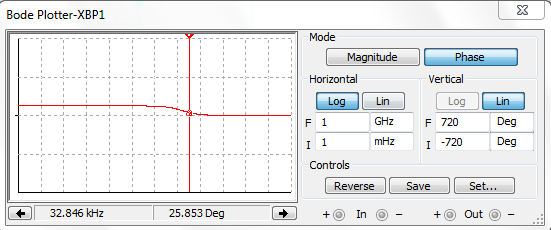 Bode Plotter-XBP1
Mode
Magnitude Phase
Horizontal Vertical
Log Lin Log Lin
F 1 GHz F 720 Deg
I 1 mHz I -720 Deg
Controls
Reverse Save Set...
32.846 kHz 25.853 Deg
+ In − + Out −